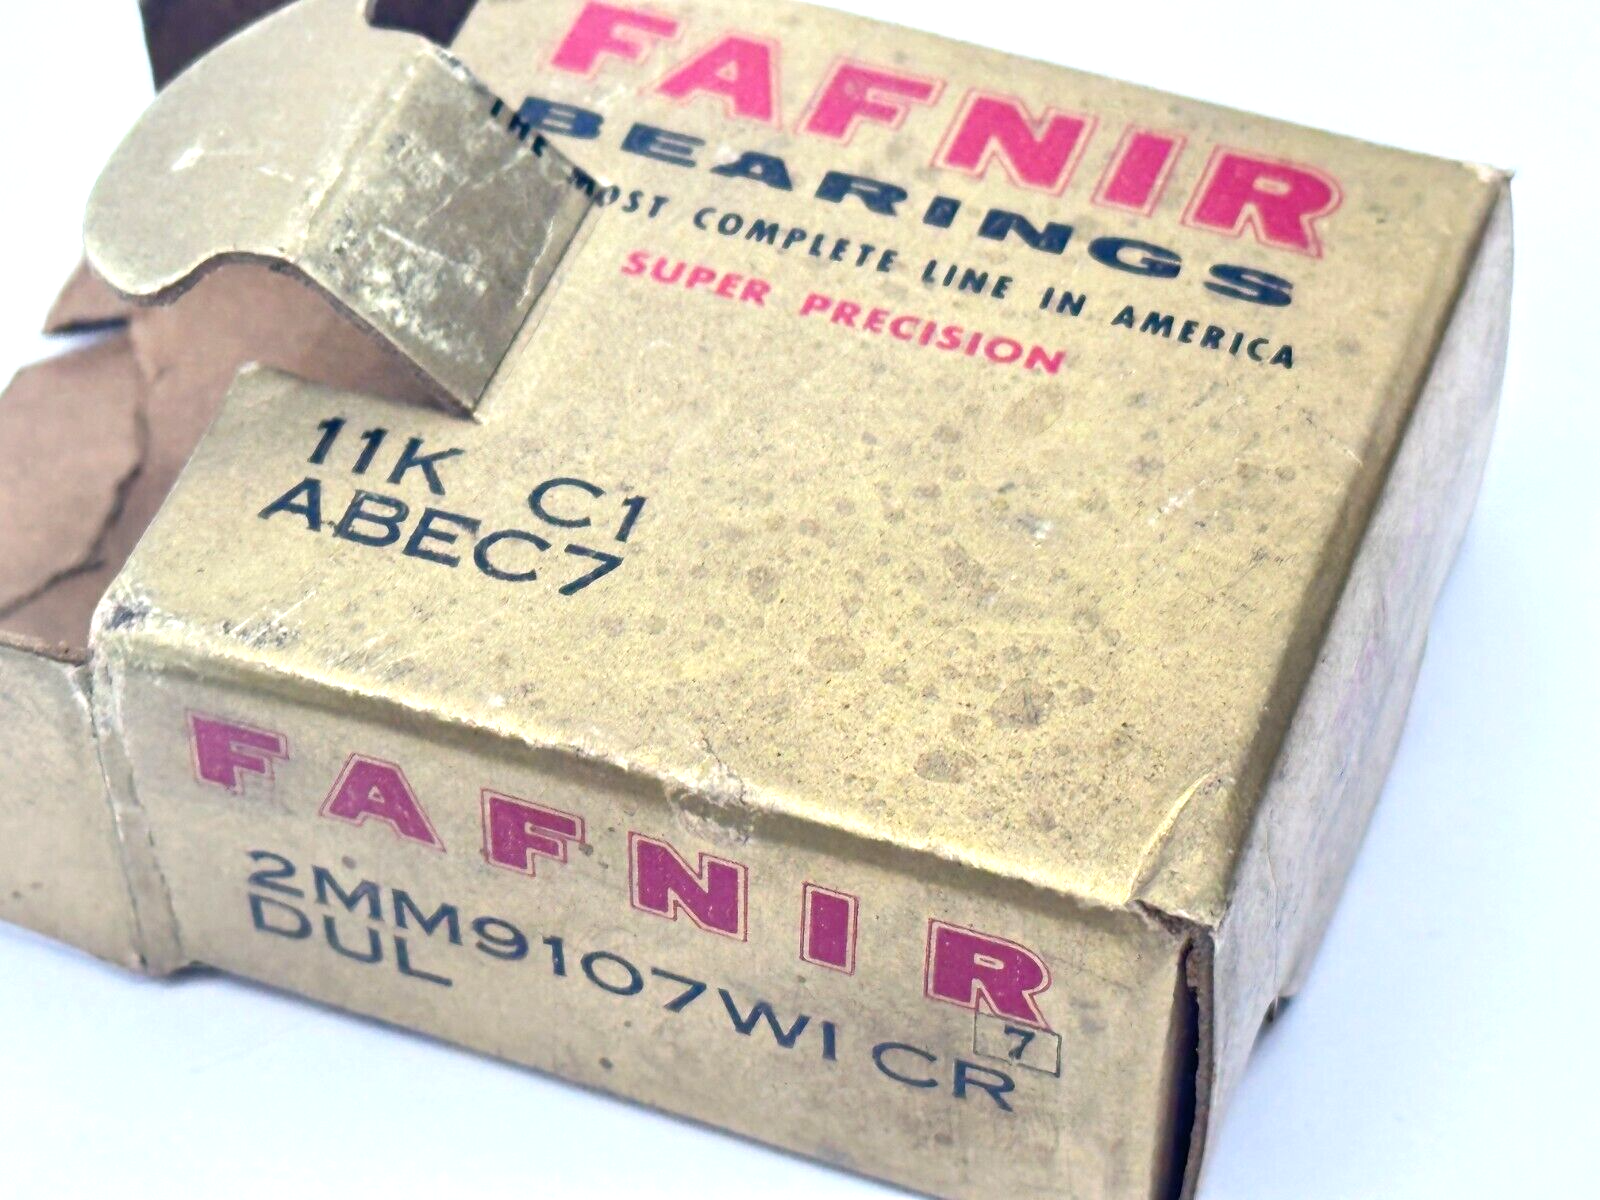 FAFNIR
BEARINGS
THE MOST COMPLETE LINE IN AMERICA
SUPER PRECISION
11K C1
ABEC7
FAFNIR
2MM9107WI CR
DUL
7